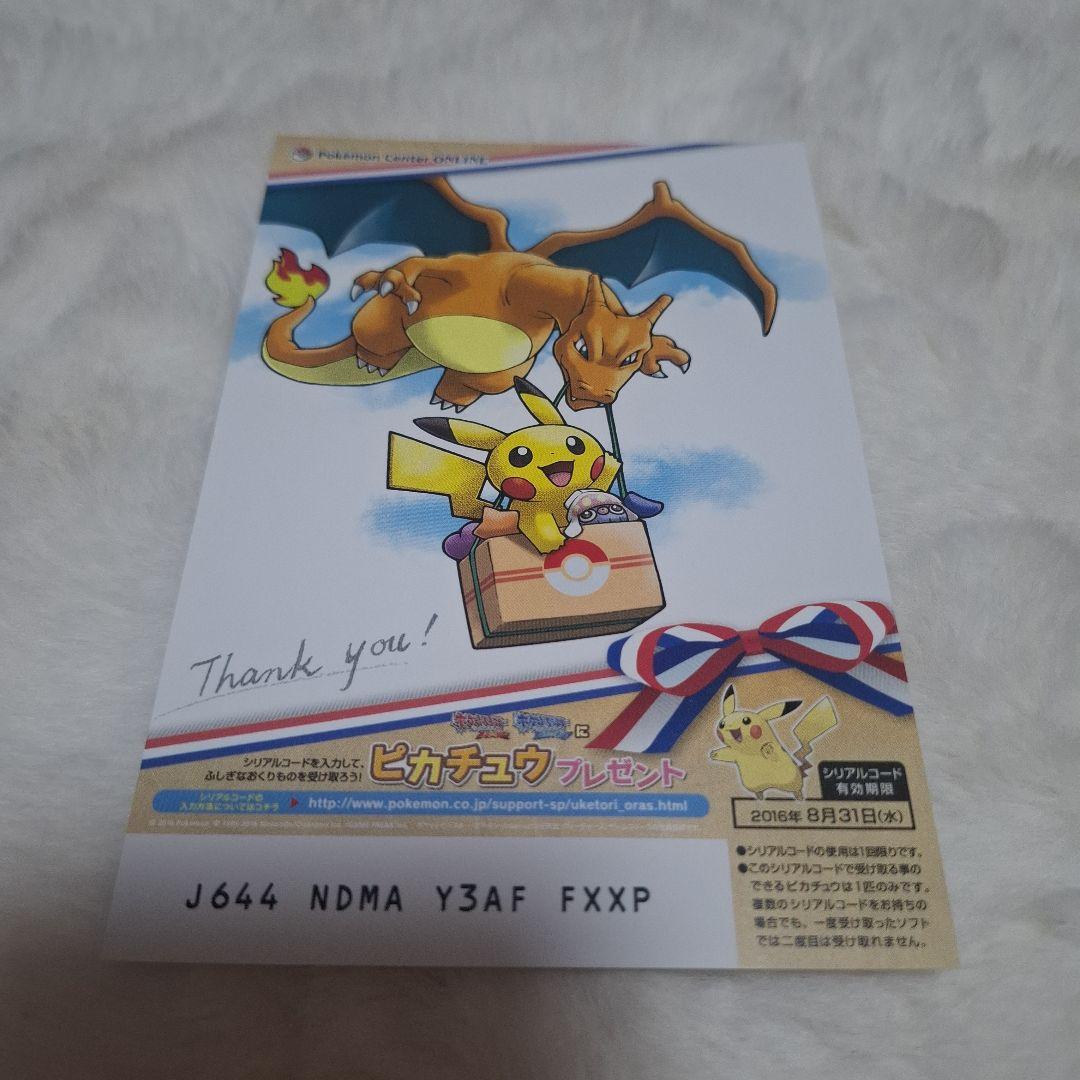 Pokémon Center ONLINE
Thank you!
に
シリアルコードを入力して、
ふしぎなおくりものを受け取ろう!
ピカチュウ プレゼント
シリアルコードの
入力方法についてはコチラ
http://www.pokemon.co.jp/support-sp/uketori_oras.html
シリアルコード
有効期限
2016年 8月31日(水)
●シリアルコードの使用は1回限りです。
●このシリアルコードで受け取る事の
できるピカチュウは1匹のみです。
複数のシリアルコードをお持ちの
場合でも、一度受け取ったソフト
では二度目は受け取れません。
J644 NDMA Y3AF FXXP